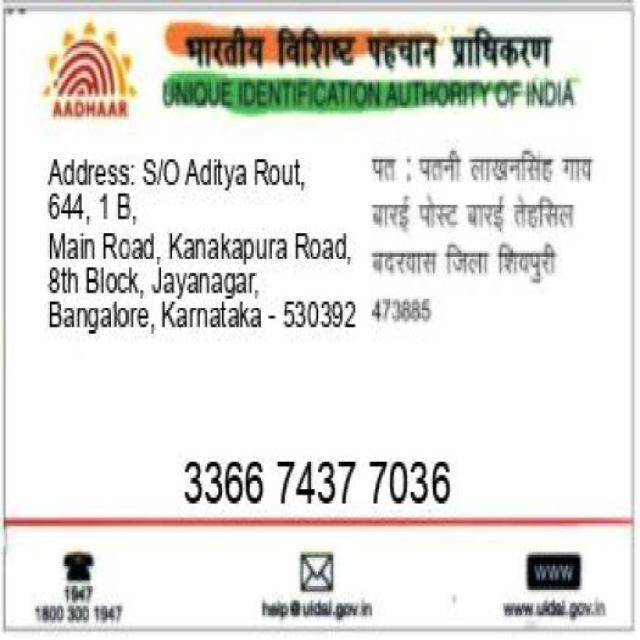 भारतीय विशिष्ट पहचान प्राधिकरण
AADHAAR
UNIQUE IDENTIFICATION AUTHORITY OF INDIA
Address: S/O Aditya Rout,
644, 1 B,
Main Road, Kanakapura Road,
8th Block, Jayanagar,
Bangalore, Karnataka - 530392
पत : पतनी लाखनसिंह गाव
बारई पोस्ट बारई तेहसिल
बदरवास जिला शिवपुरी
473885
3366 7437 7036
1947
1800 300 1947
help@uidai.gov.in
WWW
www.uidai.gov.in